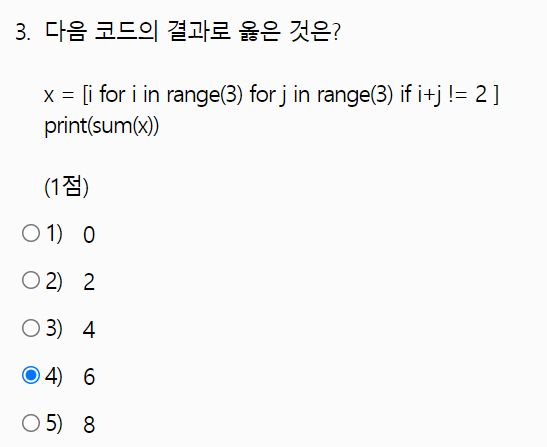 3. 다음 코드의 결과로 옳은 것은?
x = [i for i in range(3) for j in range(3) if i+j != 2 ]
print(sum(x))
(1점)
1) 0
2) 2
3) 4
4) 6
5) 8